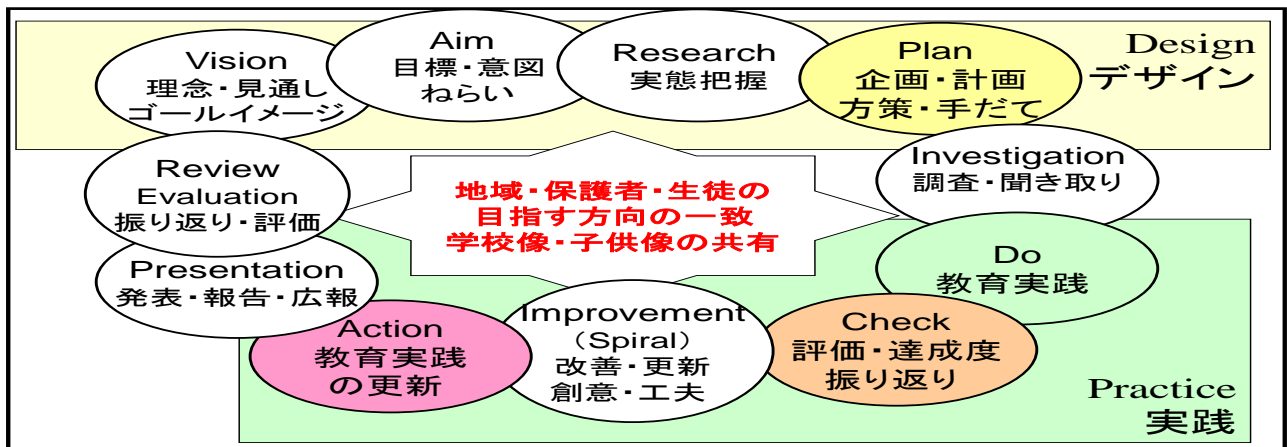 Vision
理念・見通し
ゴールイメージ
Aim
目標・意図
ねらい
Research
実態把握
Plan
企画・計画
方策・手だて
Design
デザイン
Investigation
調査・聞き取り
Do
教育実践
Check
評価・達成度
振り返り
Improvement
（Spiral）
改善・更新
創意・工夫
Action
教育実践
の更新
Presentation
発表・報告・広報
Review
Evaluation
振り返り・評価
地域・保護者・生徒の
目指す方向の一致
学校像・子供像の共有
Practice
実践